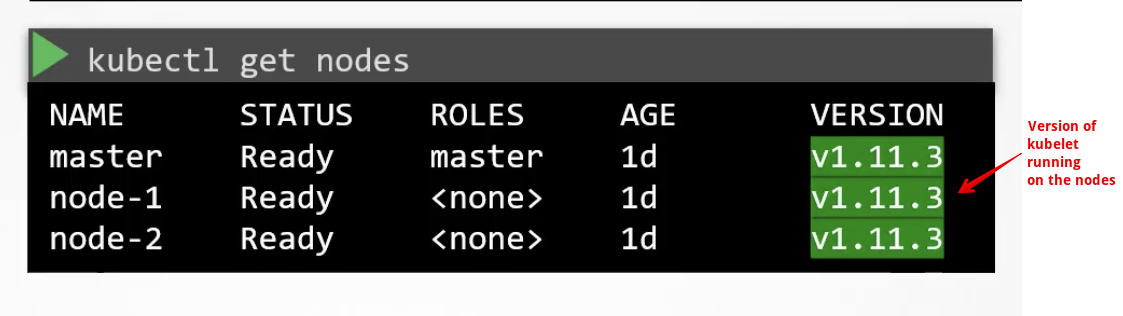 kubectl get nodes
NAME STATUS ROLES AGE VERSION
master Ready master 1d v1.11.3
node-1 Ready <none> 1d v1.11.3
node-2 Ready <none> 1d v1.11.3
Version of
kubelet
running
on the nodes